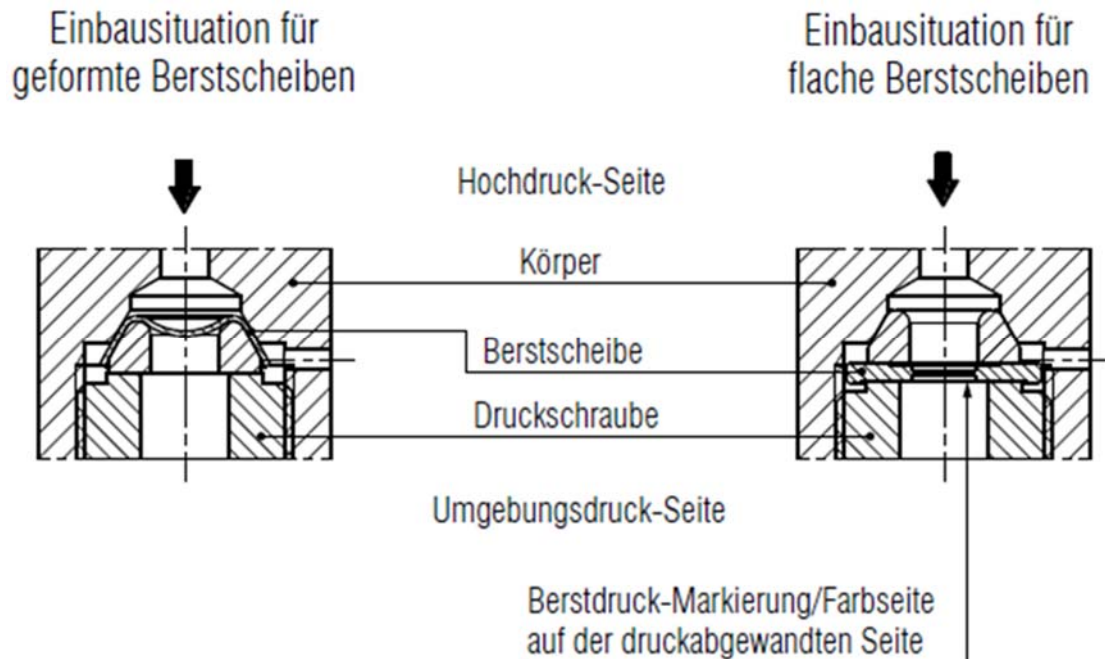 Einbausituation für
geformte Berstscheiben
Einbausituation für
flache Berstscheiben
Hochdruck-Seite
Körper
Berstscheibe
Druckschraube
Umgebungsdruck-Seite
Berstdruck-Markierung/Farbseite
auf der druckabgewandten Seite